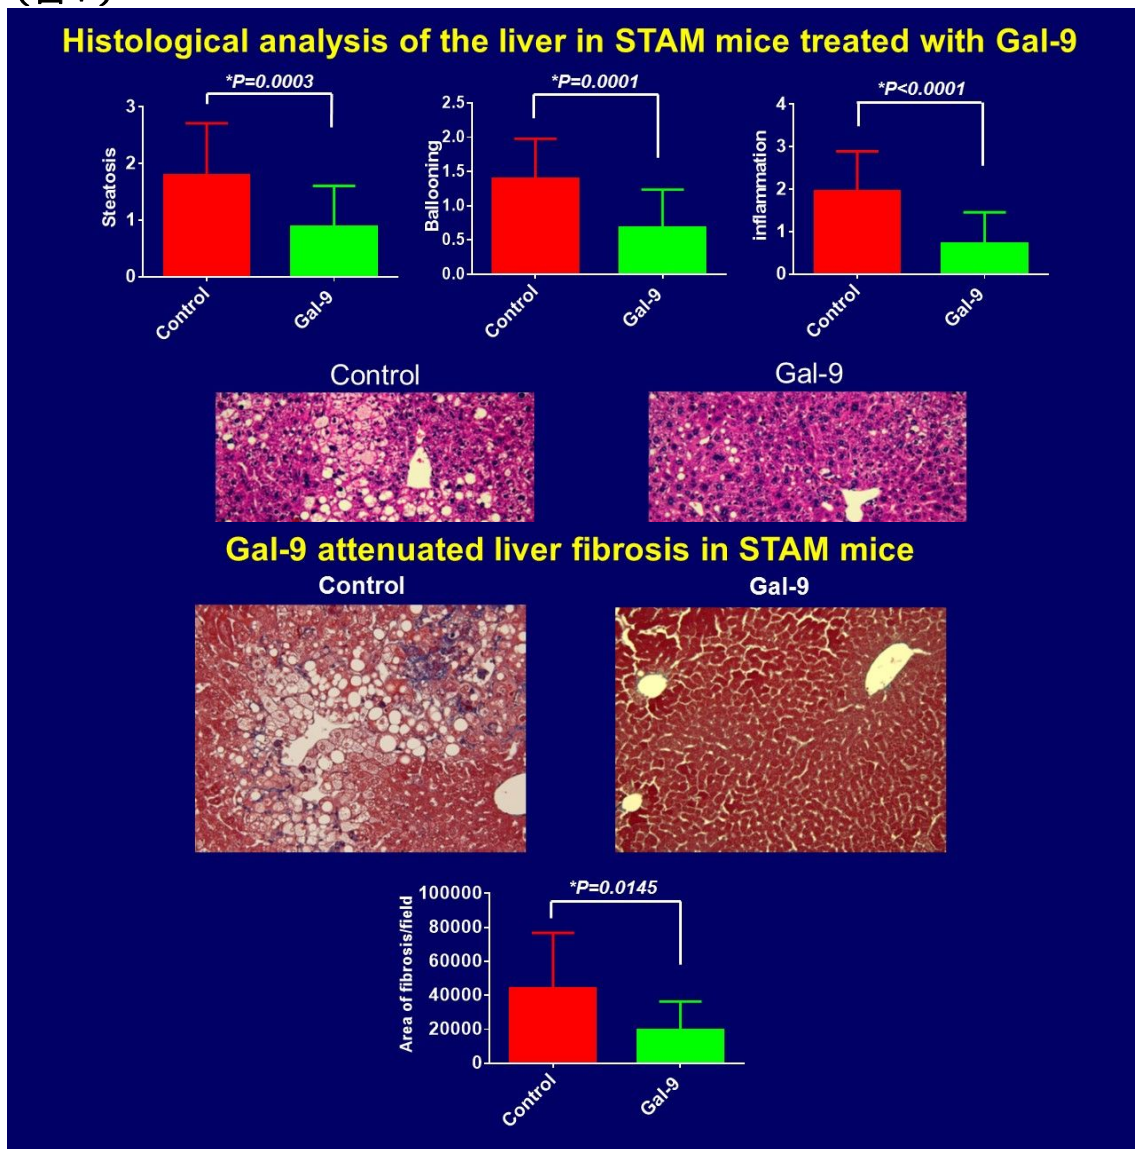 Histological analysis of the liver in STAM mice treated with Gal-9
*P=0.0003
3
2
1
0
Steatosis
Control
Gal-9
*P=0.0001
2.5
2.0
1.5
1.0
0.5
0.0
Ballooning
Control
Gal-9
*P<0.0001
4
3
2
1
0
inflammation
Control
Gal-9
Control
Gal-9
Gal-9 attenuated liver fibrosis in STAM mice
Control
Gal-9
*P=0.0145
100000
80000
60000
40000
20000
0
Area of fibrosis/field
Control
Gal-9